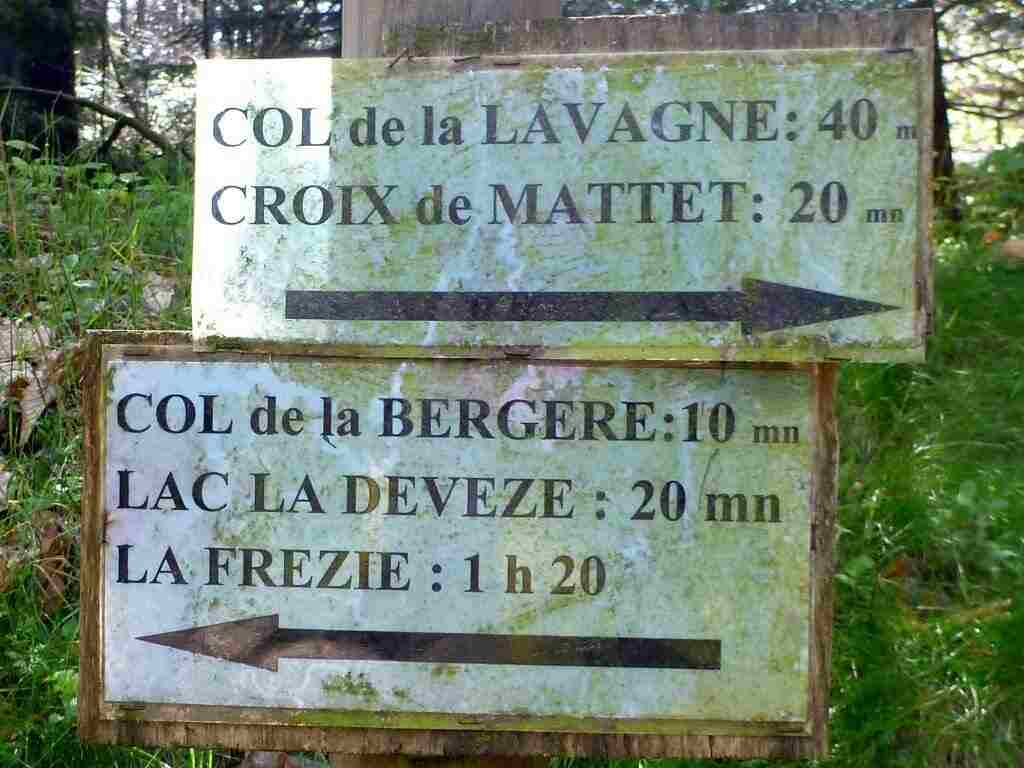 COL de la LAVAGNE: 40 m
CROIX de MATTET: 20 mn
COL de la BERGERE:10 mn
LAC LA DEVEZE : 20 mn
LA FREZIE : 1 h 20